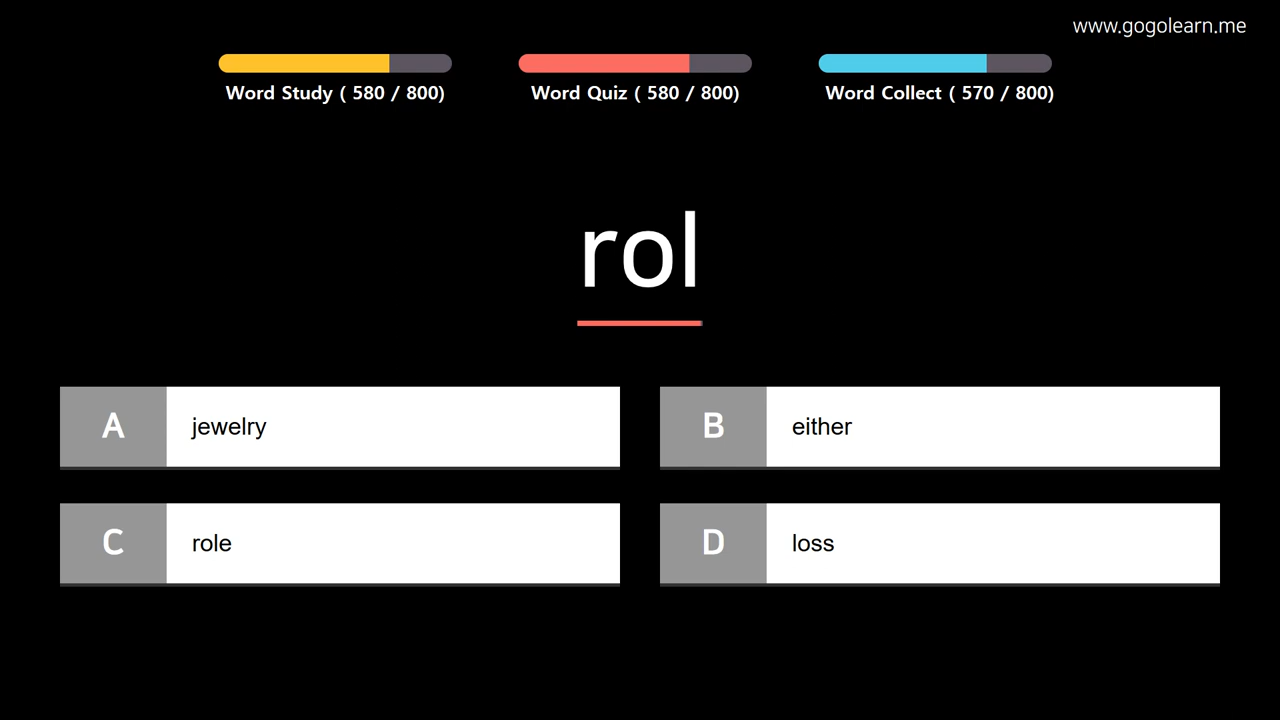 www.gogolearn.me
Word Study ( 580 / 800)
Word Quiz ( 580 / 800)
Word Collect ( 570 / 800)
rol
A jewelry
B either
C role
D loss